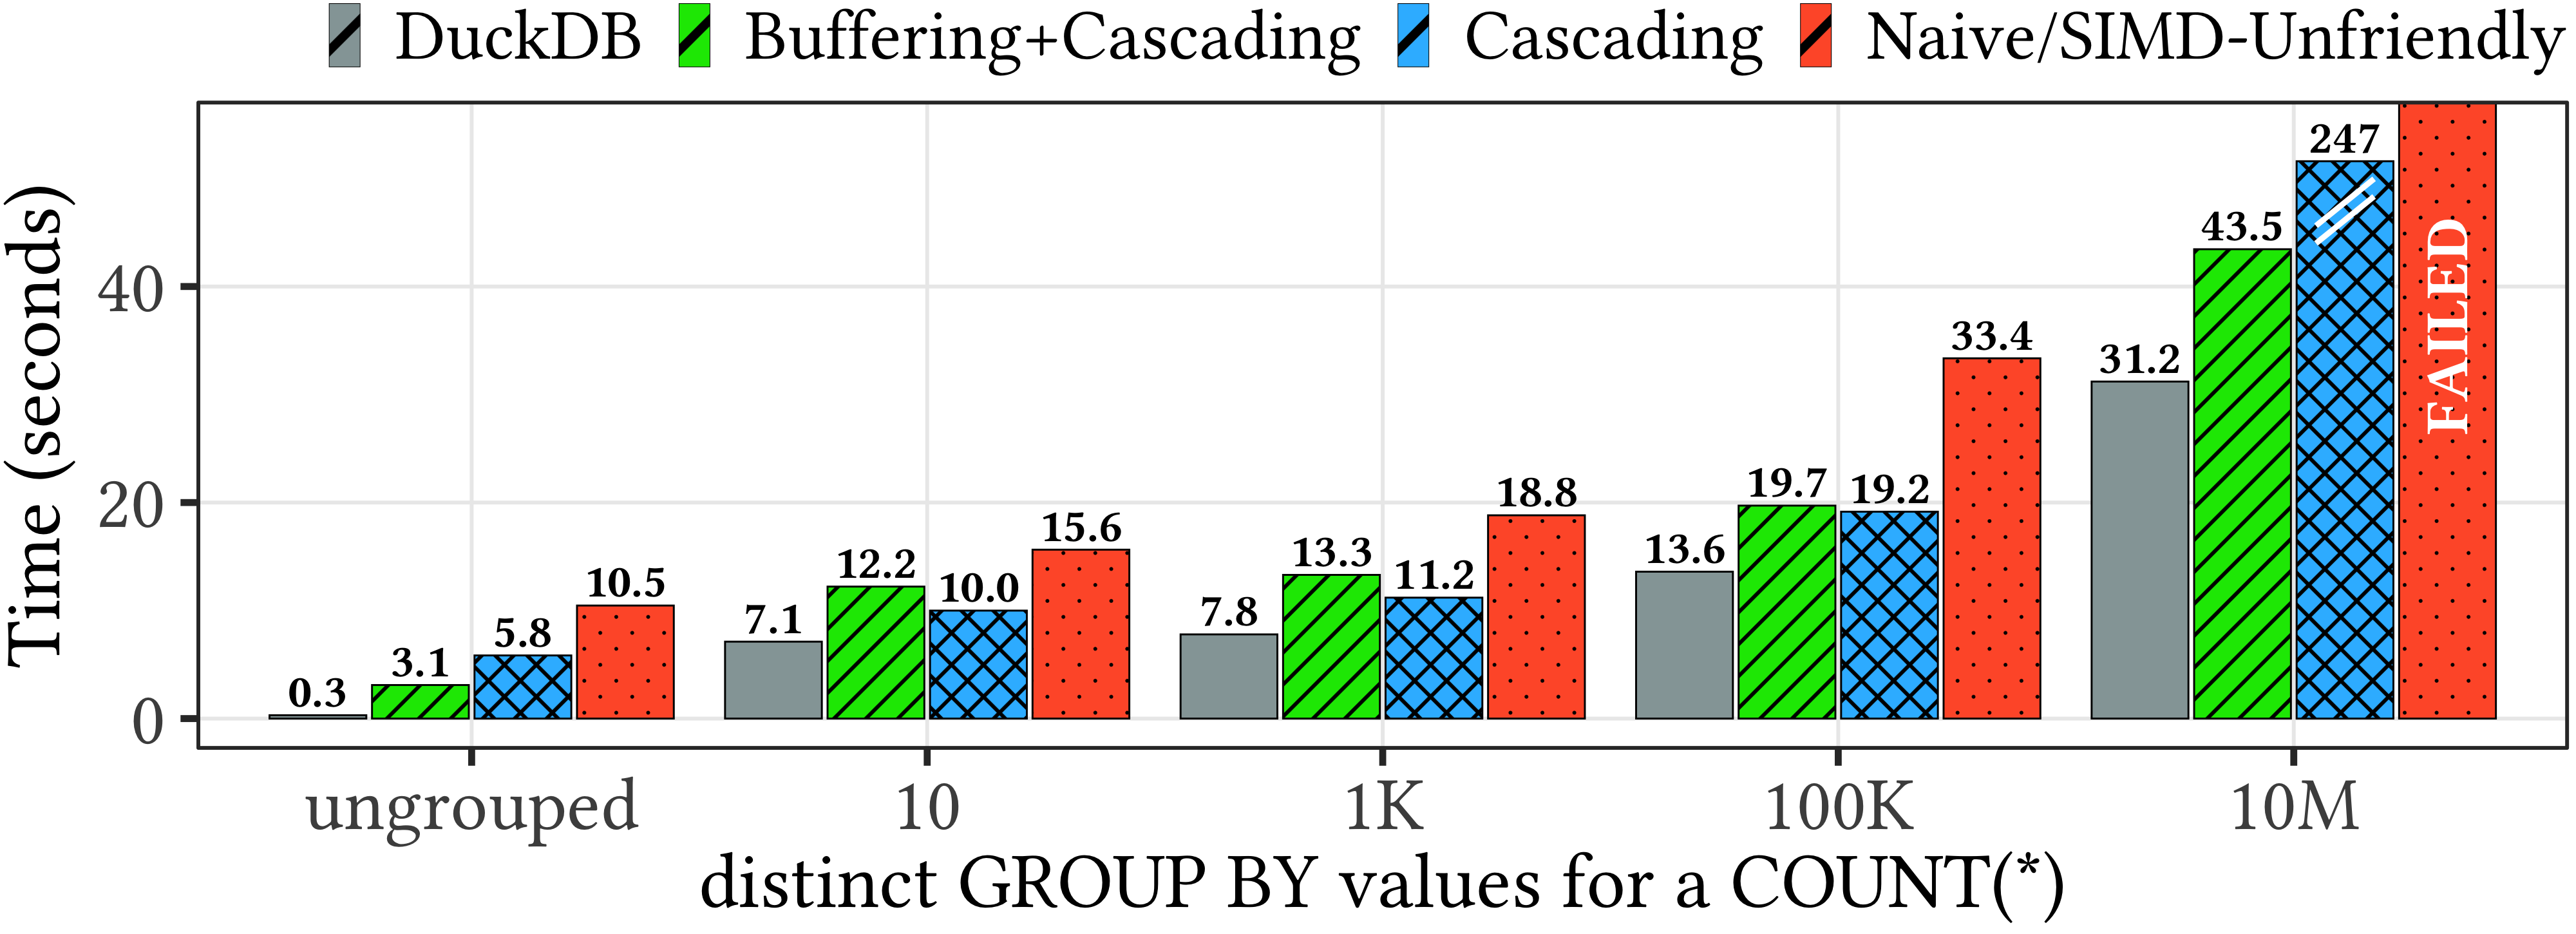 DuckDB Buffering+Cascading Cascading Naive/SIMD-Unfriendly
Time (seconds)
40
20
0
0.3 3.1 5.8 10.5
7.1 12.2 10.0 15.6
7.8 13.3 11.2 18.8
13.6 19.7 19.2 33.4
31.2 43.5 247 FAILED
ungrouped 10 1K 100K 10M
distinct GROUP BY values for a COUNT(*)